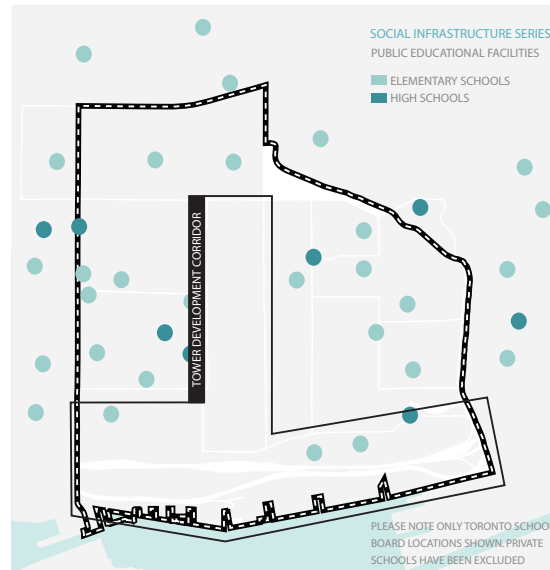 SOCIAL INFRASTRUCTURE SERIES
PUBLIC EDUCATIONAL FACILITIES
ELEMENTARY SCHOOLS
HIGH SCHOOLS
TOWER DEVELOPMENT CORRIDOR
PLEASE NOTE ONLY TORONTO SCHOO
BOARD LOCATIONS SHOWN. PRIVATE
SCHOOLS HAVE BEEN EXCLUDED